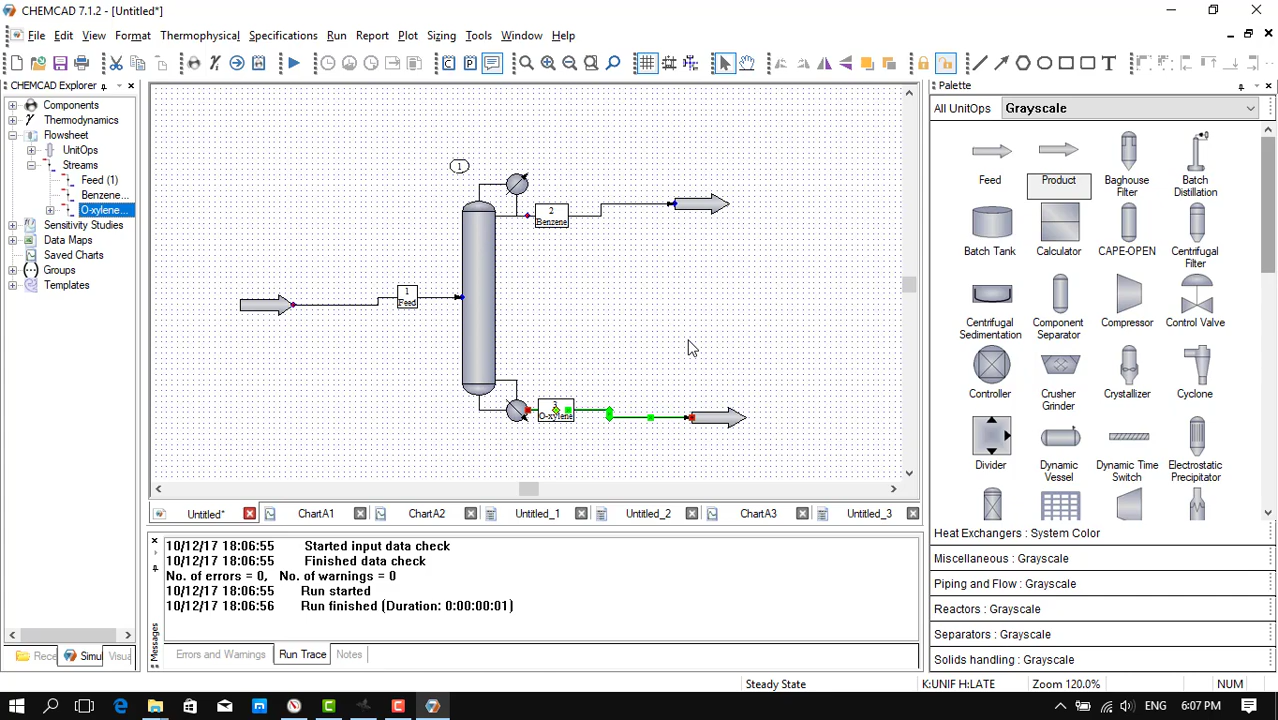 CHEMCAD 7.1.2 - [Untitled*]
File Edit View Format Thermophysical Specifications Run Report Plot Sizing Tools Window Help
CHEMCAD Explorer
Components
Thermodynamics
Flowsheet
UnitOps
Streams
Feed (1)
Benzene...
O-xylene...
Sensitivity Studies
Data Maps
Saved Charts
Groups
Templates
Rece Simu Visua
1
2
Benzene
1
Feed
3
O-xylene
Untitled* ChartA1 ChartA2 Untitled_1 Untitled_2 ChartA3 Untitled_3
10/12/17 18:06:55 Started input data check
10/12/17 18:06:55 Finished data check
No. of errors = 0, No. of warnings = 0
10/12/17 18:06:55 Run started
10/12/17 18:06:56 Run finished (Duration: 0:00:00:01)
Messages
Errors and Warnings Run Trace Notes
Palette
All UnitOps Grayscale
Feed Product Baghouse Filter Batch Distillation
Batch Tank Calculator CAPE-OPEN Centrifugal Filter
Centrifugal Sedimentation Component Separator Compressor Control Valve
Controller Crusher Grinder Crystallizer Cyclone
Divider Dynamic Vessel Dynamic Time Switch Electrostatic Precipitator
Heat Exchangers : System Color
Miscellaneous : Grayscale
Piping and Flow : Grayscale
Reactors : Grayscale
Separators : Grayscale
Solids handling : Grayscale
Steady State K:UNIF H:LATE Zoom 120.0% NUM
ENG 6:07 PM